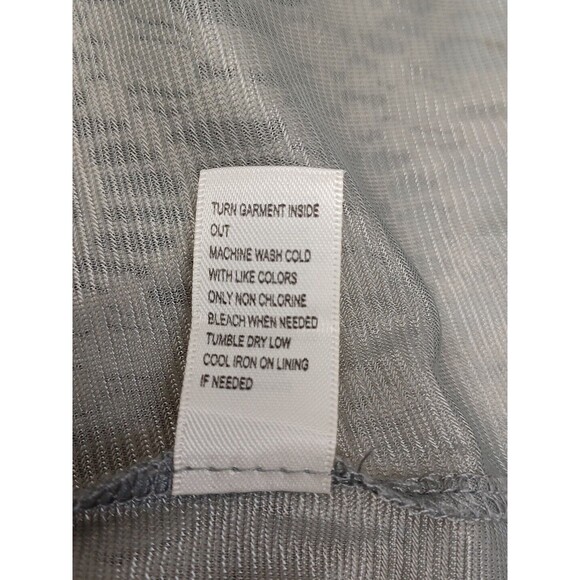 TURN GARMENT INSIDE
OUT
MACHINE WASH COLD
WITH LIKE COLORS
ONLY NON CHLORINE
BLEACH WHEN NEEDED
TUMBLE DRY LOW
COOL IRON ON LINING
IF NEEDED